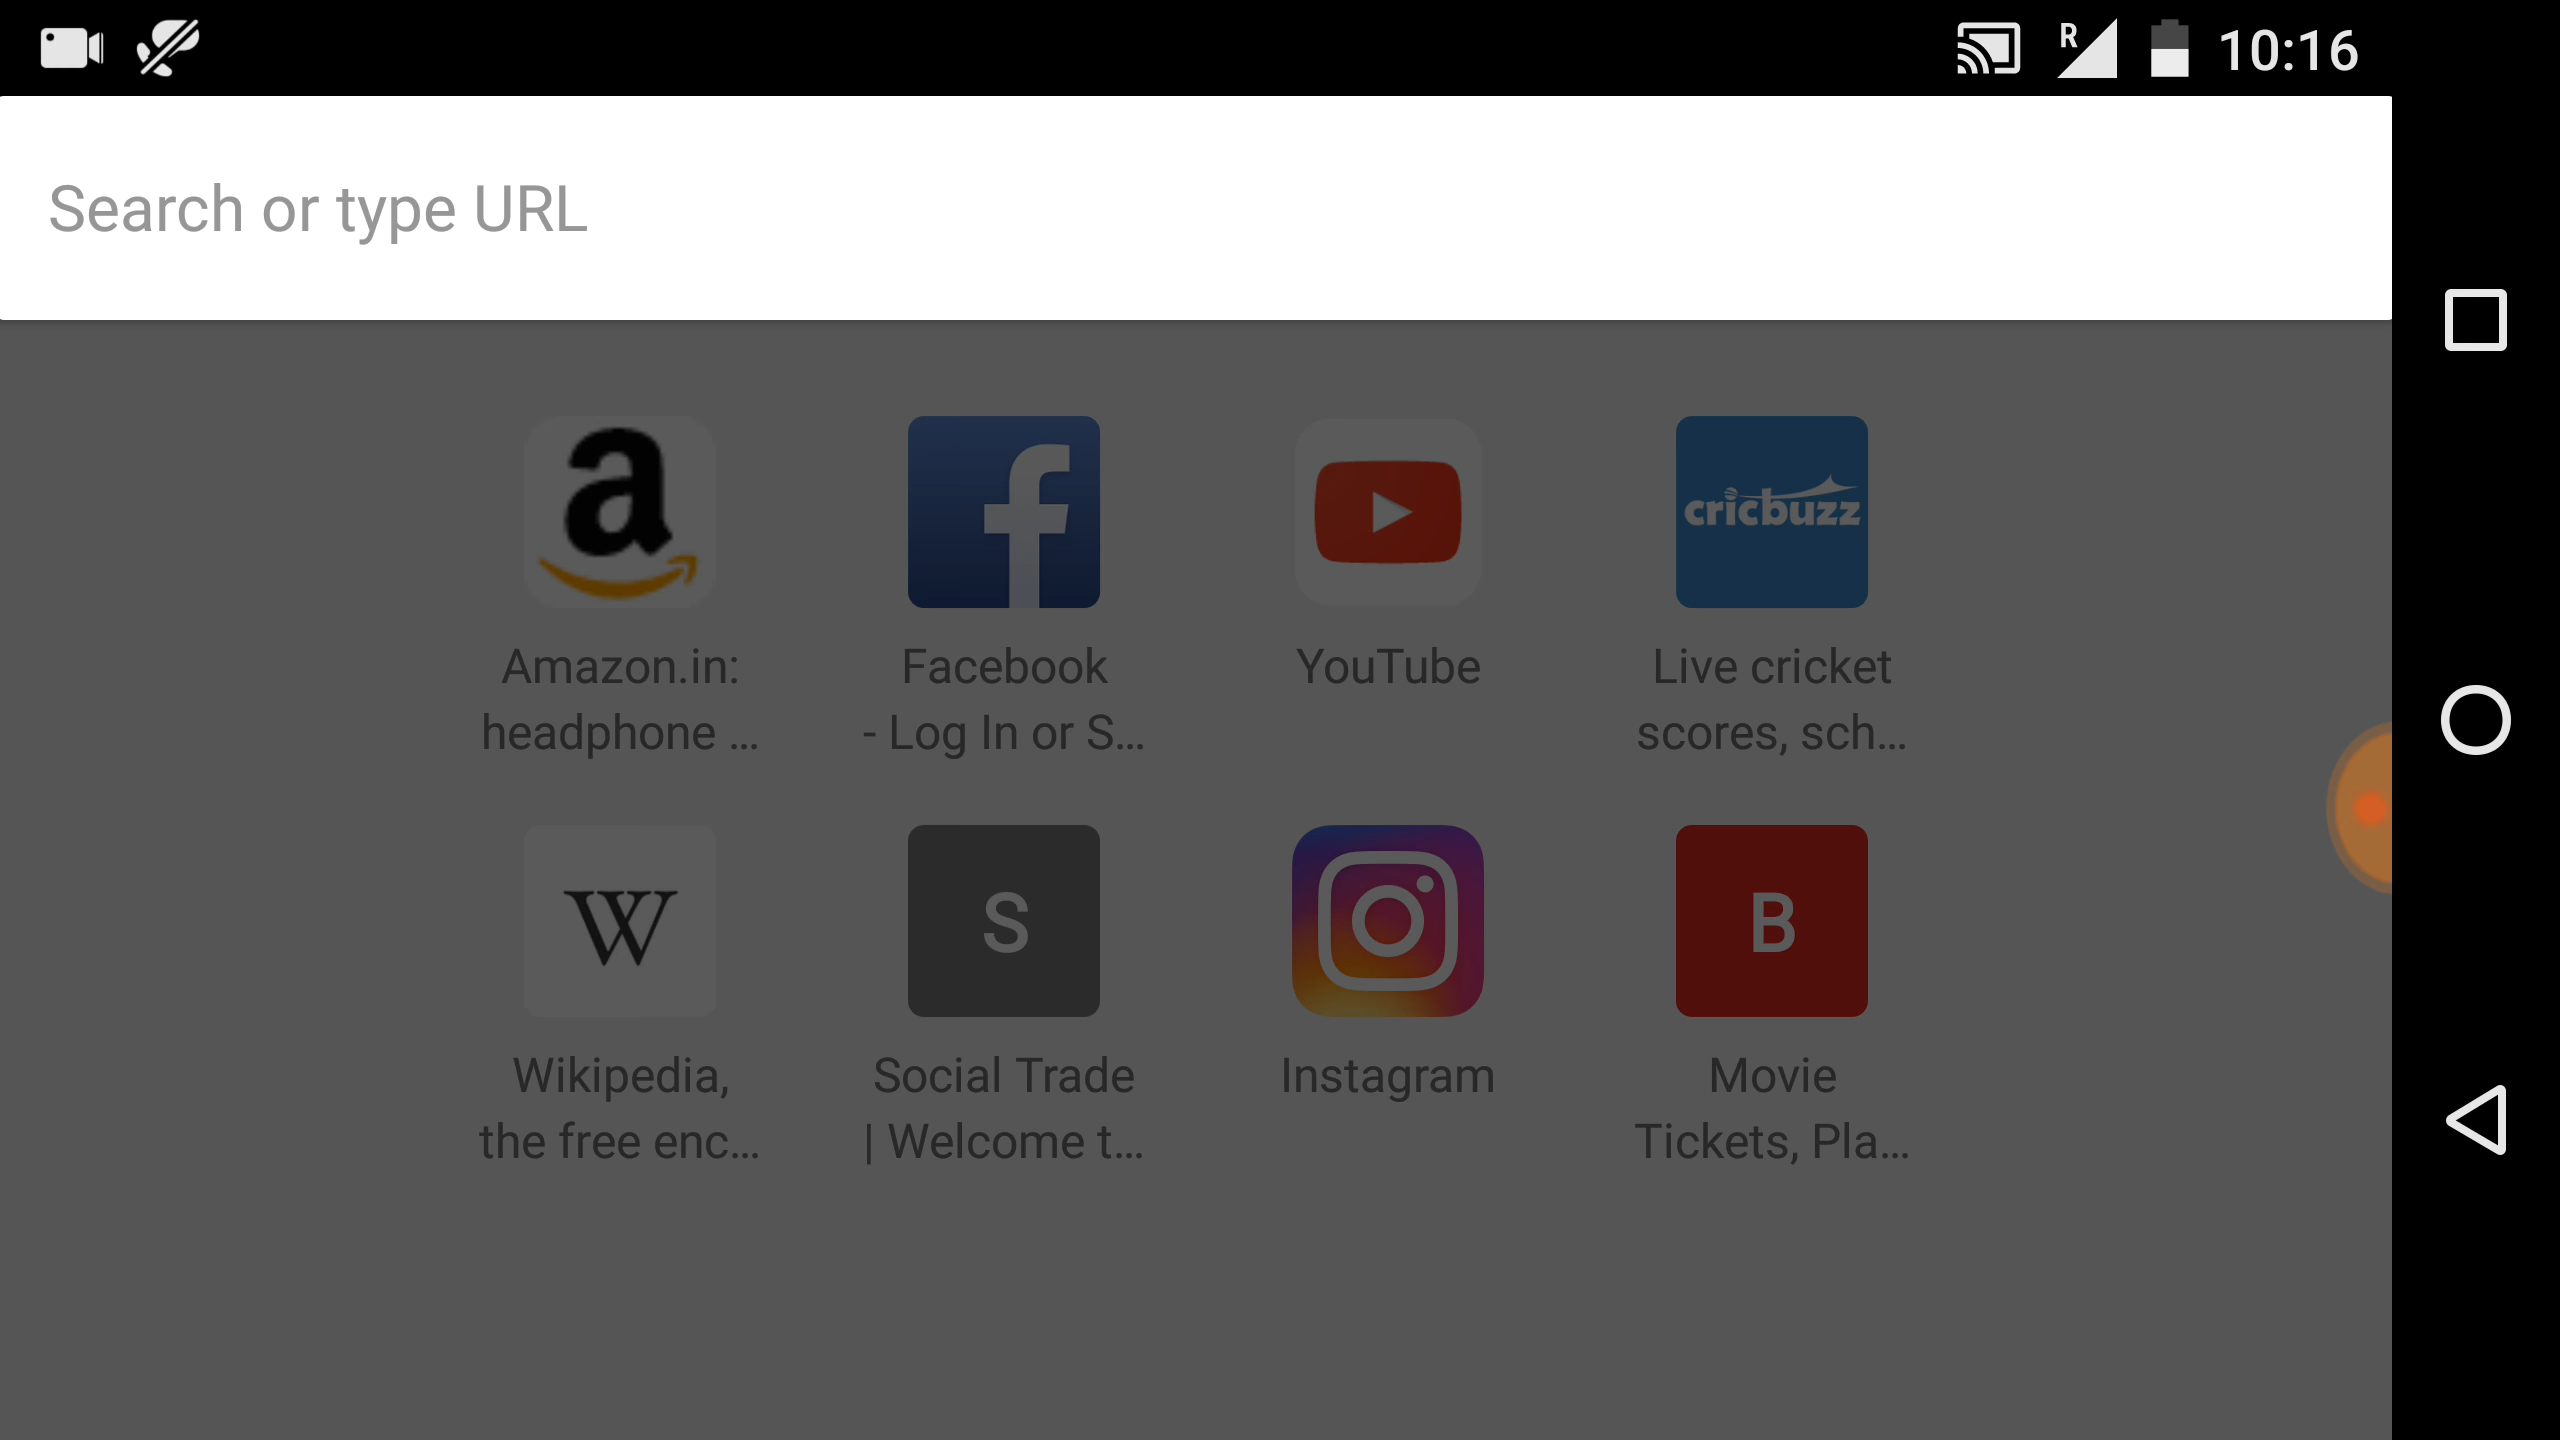 R 10:16
Search or type URL
a
f
cricbuzz
Amazon.in:
headphone ...
Facebook
- Log In or S...
YouTube
Live cricket
scores, sch...
W
S
B
Wikipedia,
the free enc...
Social Trade
| Welcome t...
Instagram
Movie
Tickets, Pla...